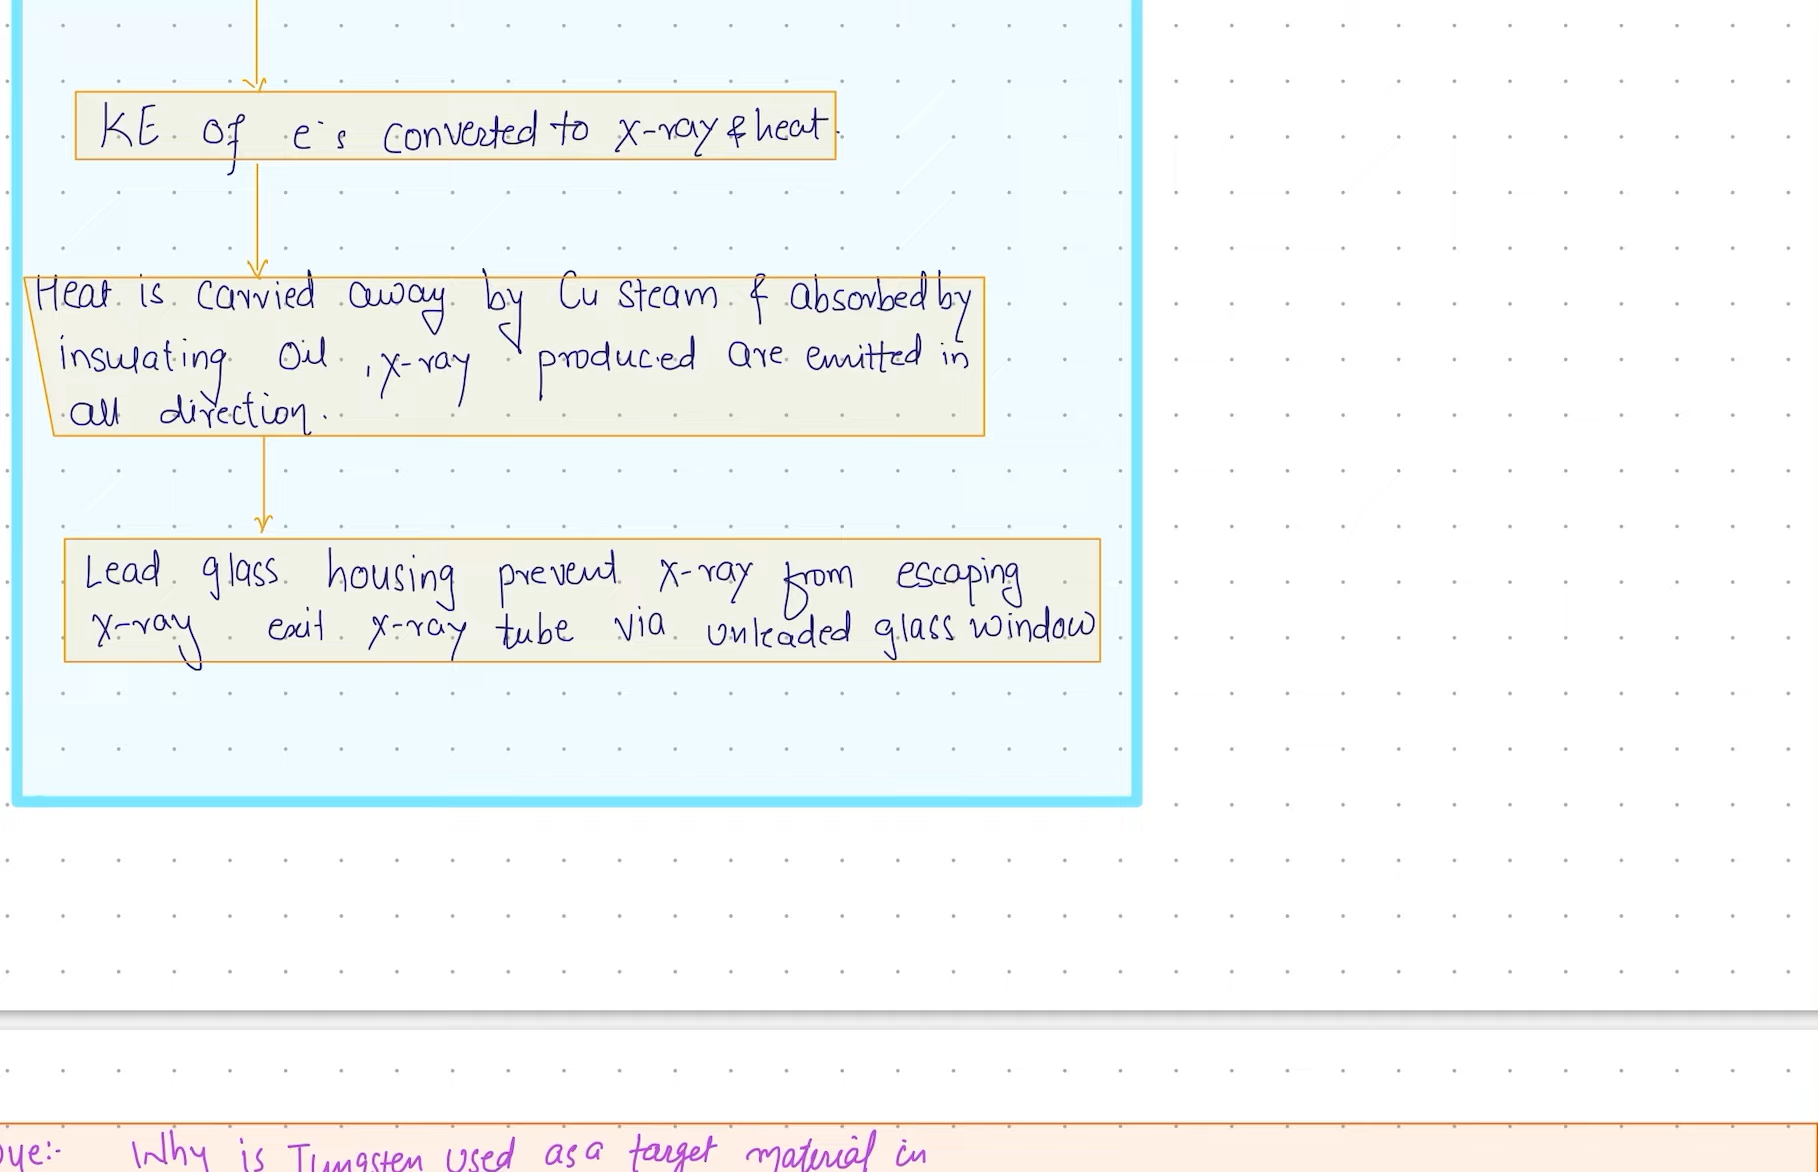 KE of e⁻s converted to x-ray & heat.
Heat is carried away by Cu steam & absorbed by
insulating oil, x-ray produced are emitted in
all direction.
Lead glass housing prevent x-ray from escaping
x-ray exit x-ray tube via unleaded glass window
Que:- Why is Tungsten used as a target material in